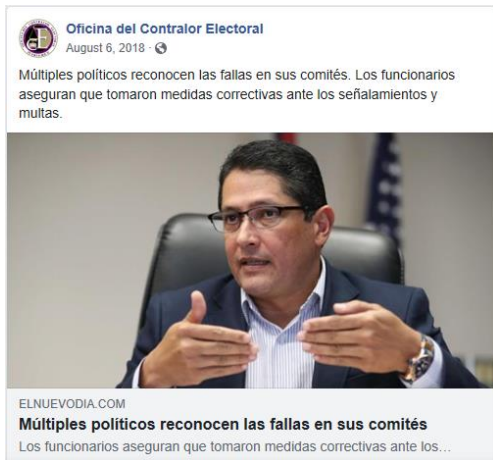 Oficina del Contralor Electoral
August 6, 2018 ·
Múltiples políticos reconocen las fallas en sus comités. Los funcionarios
aseguran que tomaron medidas correctivas ante los señalamientos y
multas.
ELNUEVODIA.COM
Múltiples políticos reconocen las fallas en sus comités
Los funcionarios aseguran que tomaron medidas correctivas ante los...